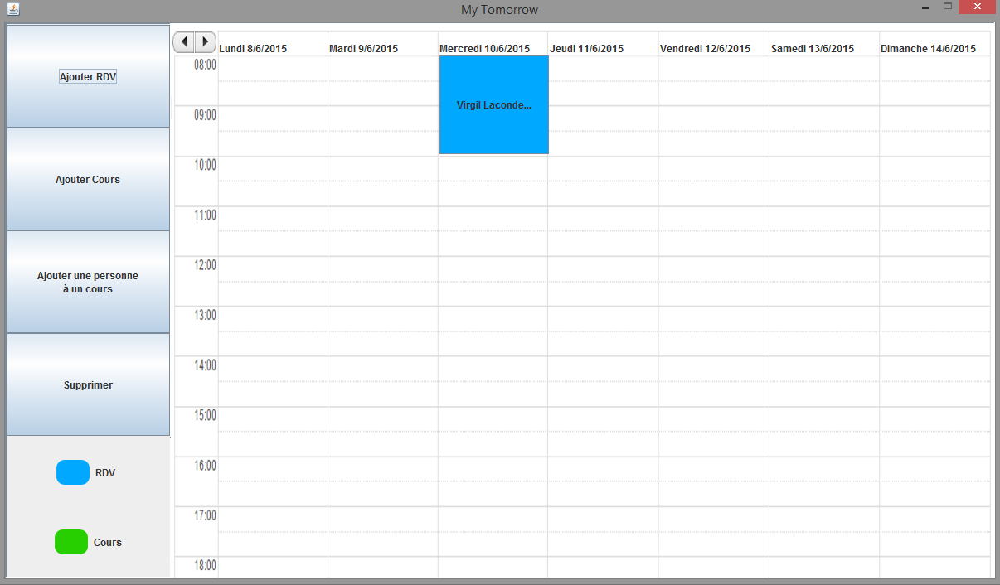 My Tomorrow
Ajouter RDV
Ajouter Cours
Ajouter une personne
à un cours
Supprimer
RDV
Cours
Lundi 8/6/2015 Mardi 9/6/2015 Mercredi 10/6/2015 Jeudi 11/6/2015 Vendredi 12/6/2015 Samedi 13/6/2015 Dimanche 14/6/2015
08:00
Virgil Laconde...
09:00
10:00
11:00
12:00
13:00
14:00
15:00
16:00
17:00
18:00